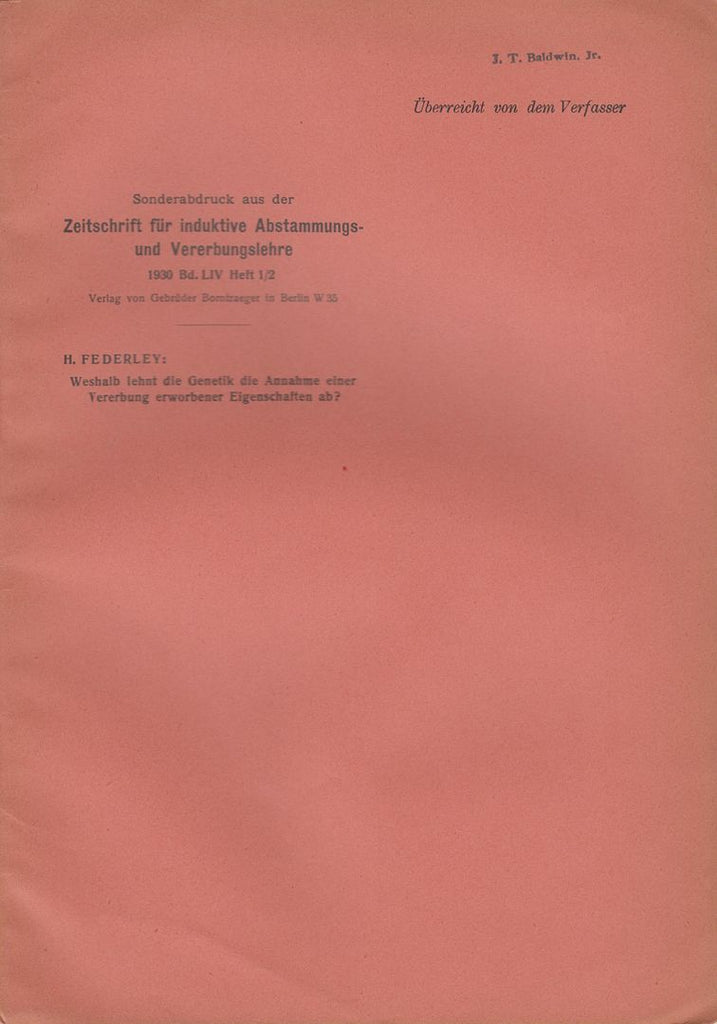 J. T. Baldwin, Jr.
Überreicht von dem Verfasser
Sonderabdruck aus der
Zeitschrift für induktive Abstammungs-
und Vererbungslehre
1930 Bd. LIV Heft 1/2
Verlag von Gebrüder Borntraeger in Berlin W 35
H. FEDERLEY:
Weshalb lehnt die Genetik die Annahme einer
Vererbung erworbener Eigenschaften ab?